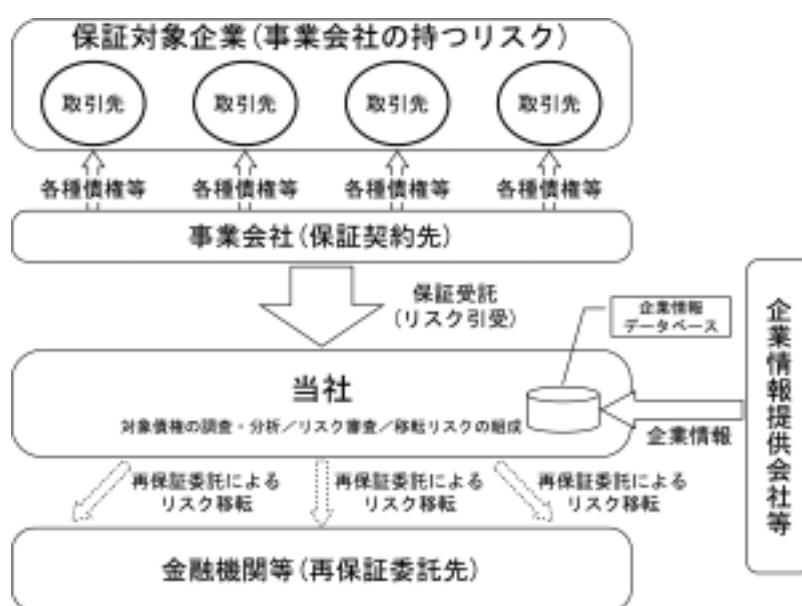 保証対象企業(事業会社の持つリスク)
取引先
取引先
取引先
取引先
各種債権等
各種債権等
各種債権等
各種債権等
事業会社(保証契約先)
保証受託
(リスク引受)
企業情報
データベース
当社
対象債権の調査・分析/リスク審査/移転リスクの組成
企業情報
企業情報提供会社等
再保証委託による
リスク移転
再保証委託による
リスク移転
再保証委託による
リスク移転
金融機関等(再保証委託先)